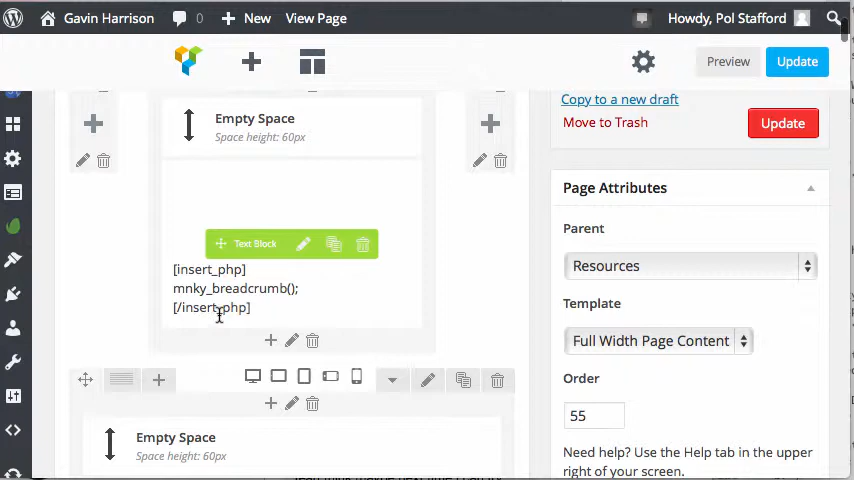 Gavin Harrison
0
New
View Page
Howdy, Pol Stafford
Preview
Update
Copy to a new draft
Move to Trash
Update
Empty Space
Space height: 60px
Text Block
[insert_php]
mnky_breadcrumb();
[/insert_php]
Page Attributes
Parent
Resources
Template
Full Width Page Content
Order
55
Need help? Use the Help tab in the upper
right of your screen.
Empty Space
Space height: 60px